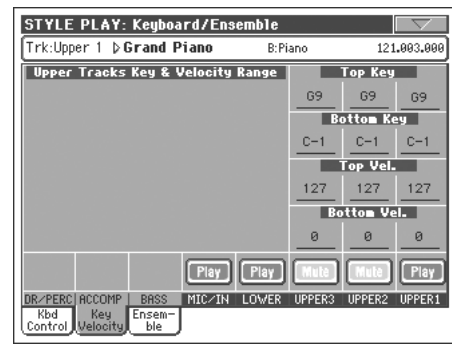 STYLE PLAY: Keyboard/Ensemble
Trk:Upper 1 Grand Piano B:Piano 121.003.000
Upper Tracks Key & Velocity Range
Top Key
G9 G9 G9
Bottom Key
C-1 C-1 C-1
Top Vel.
127 127 127
Bottom Vel.
0 0 0
Play Play Mute Mute Play
DR/PERC ACCOMP BASS MIC/IN LOWER UPPER3 UPPER2 UPPER1
Kbd Control Key Velocity Ensem-ble